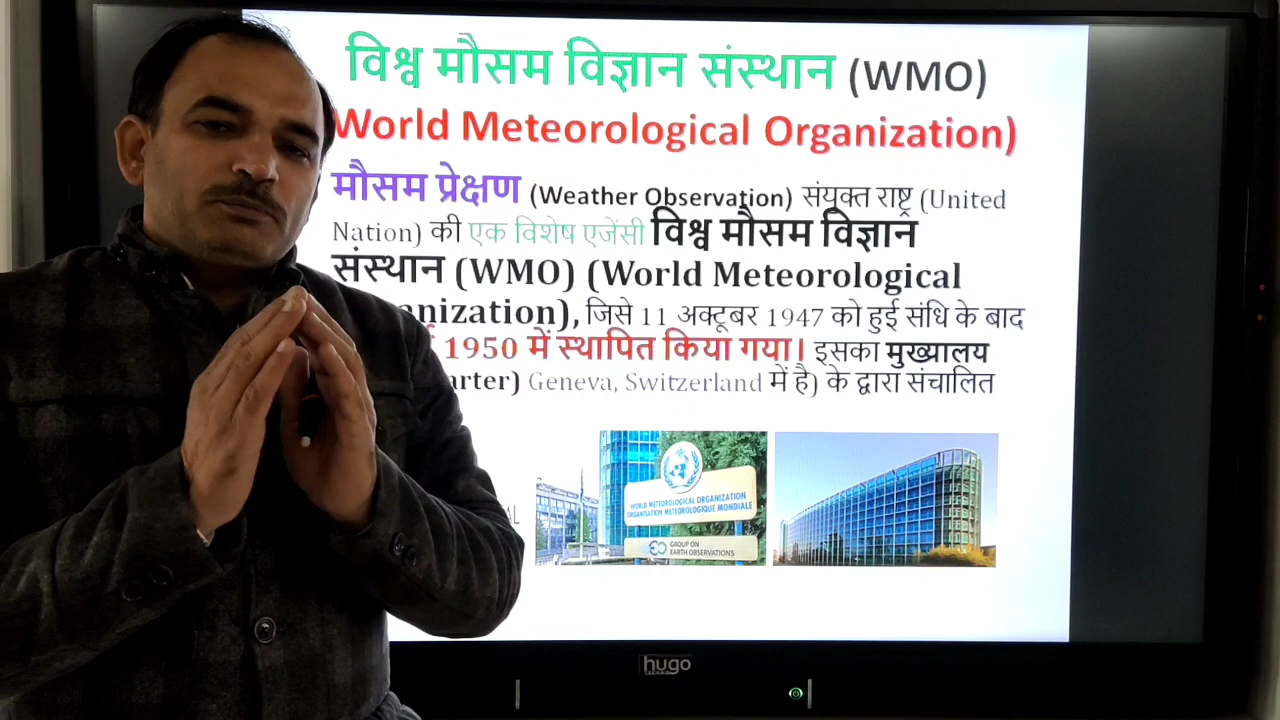 विश्व मौसम विज्ञान संस्थान (WMO)
World Meteorological Organization)
मौसम प्रेक्षण (Weather Observation) संयुक्त राष्ट्र (United
Nation) की एक विशेष एजेंसी विश्व मौसम विज्ञान
संस्थान (WMO) (World Meteorological
जिसे 11 अक्टूबर 1947 को हुई संधि के बाद
1950 में स्थापित किया गया। इसका मुख्यालय
Geneva, Switzerland में है) के द्वारा संचालित
WORLD METEOROLOGICAL ORGANIZATION
ORGANISATION METEOROLOGIQUE MONDIALE
GROUP ON
EARTH OBSERVATIONS
hugo